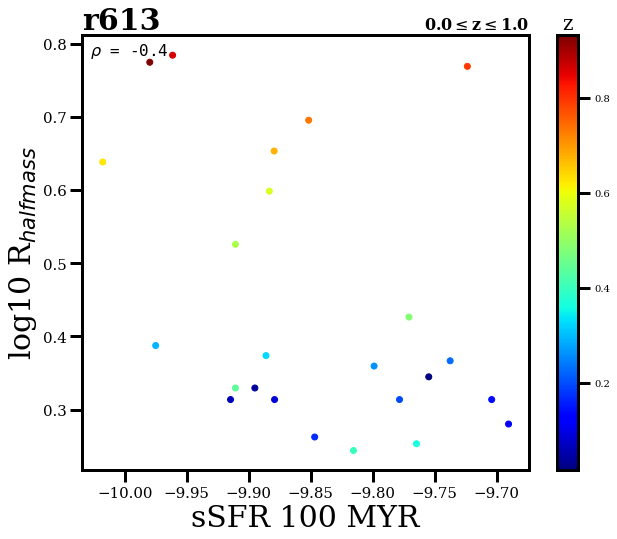 r613
0.0 ≤ z ≤ 1.0
z
ρ = -0.4
0.8
0.7
0.6
0.5
0.4
0.3
log10 R_{halfmass}
−10.00 −9.95 −9.90 −9.85 −9.80 −9.75 −9.70
sSFR 100 MYR
0.8
0.6
0.4
0.2